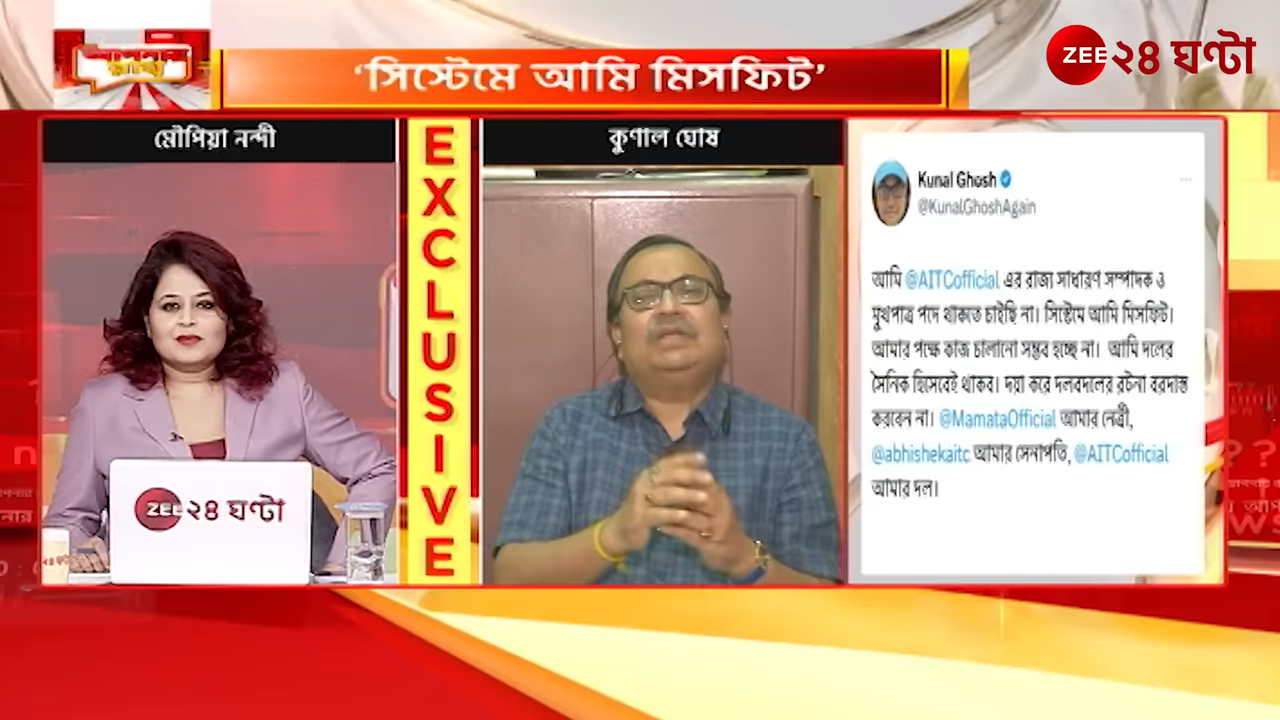 ‘সিস্টেমে আমি মিসফিট’
ZEE ২৪ ঘণ্টা
মৌপিয়া নন্দী
EXCLUSIVE
কুণাল ঘোষ
Kunal Ghosh
@KunalGhoshAgain
আমি @AITCofficial এর রাজ্য সাধারণ সম্পাদক ও
মুখপাত্র পদে থাকতে চাইছি না। সিস্টেমে আমি মিসফিট।
আমার পক্ষে কাজ চালানো সম্ভব হচ্ছে না। আমি দলের
সৈনিক হিসেবেই থাকব। দয়া করে দলবদলের রটনা বরদাস্ত
করবেন না। @MamataOfficial আমার নেত্রী,
@abhishekaitc আমার সেনাপতি, @AITCofficial
আমার দল।
ZEE ২৪ ঘণ্টা